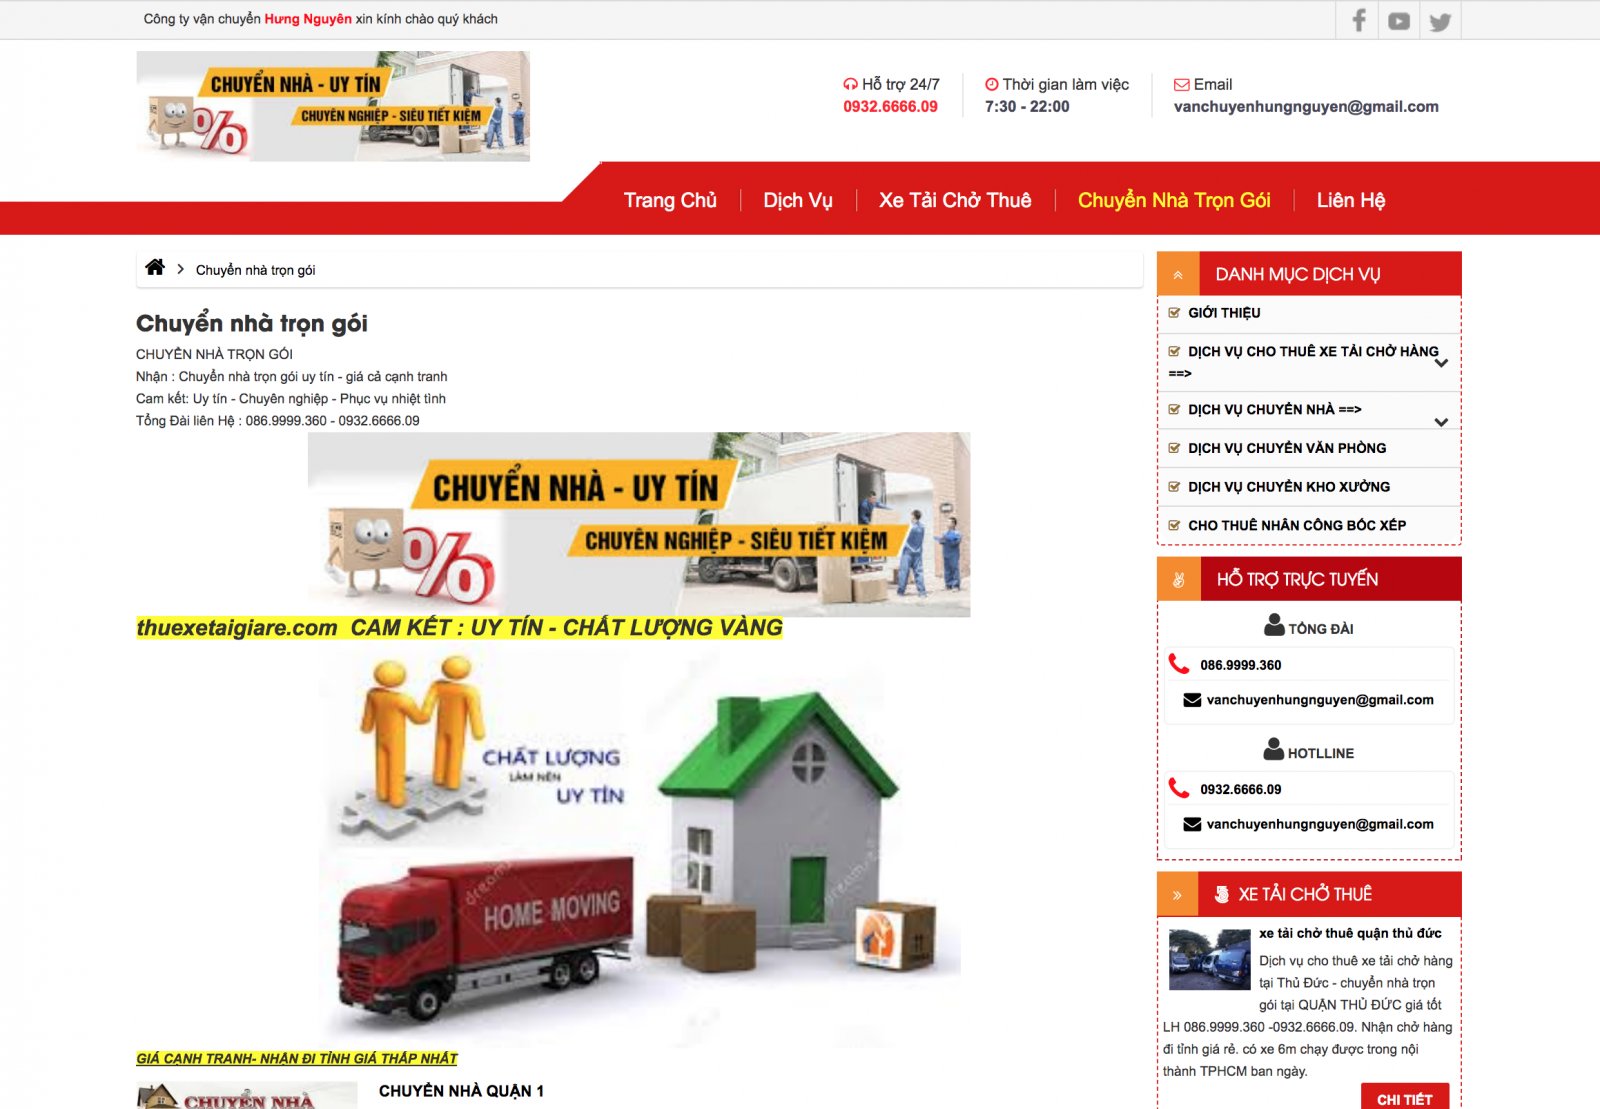 Công ty vận chuyển Hưng Nguyên xin kính chào quý khách
CHUYỂN NHÀ - UY TÍN
CHUYÊN NGHIỆP - SIÊU TIẾT KIỆM
%
Hỗ trợ 24/7
0932.6666.09
Thời gian làm việc
7:30 - 22:00
Email
vanchuyenhungnguyen@gmail.com
Trang Chủ
Dịch Vụ
Xe Tải Chở Thuê
Chuyển Nhà Trọn Gói
Liên Hệ
Chuyển nhà trọn gói
Chuyển nhà trọn gói
CHUYỂN NHÀ TRỌN GÓI
Nhận : Chuyển nhà trọn gói uy tín - giá cả cạnh tranh
Cam kết: Uy tín - Chuyên nghiệp - Phục vụ nhiệt tình
Tổng Đài liên Hệ : 086.9999.360 - 0932.6666.09
CHUYỂN NHÀ - UY TÍN
CHUYÊN NGHIỆP - SIÊU TIẾT KIỆM
%
thuexetaigiare.com CAM KẾT : UY TÍN - CHẤT LƯỢNG VÀNG
CHẤT LƯỢNG
LÀM NÊN
UY TÍN
HOME MOVING
GIÁ CẠNH TRANH- NHẬN ĐI TỈNH GIÁ THẤP NHẤT
CHUYỂN NHÀ
CHUYỂN NHÀ QUẬN 1
DANH MỤC DỊCH VỤ
GIỚI THIỆU
DỊCH VỤ CHO THUÊ XE TẢI CHỞ HÀNG
==>
DỊCH VỤ CHUYỂN NHÀ ==>
DỊCH VỤ CHUYỂN VĂN PHÒNG
DỊCH VỤ CHUYỂN KHO XƯỞNG
CHO THUÊ NHÂN CÔNG BỐC XẾP
HỖ TRỢ TRỰC TUYẾN
TỔNG ĐÀI
086.9999.360
vanchuyenhungnguyen@gmail.com
HOTLLINE
0932.6666.09
vanchuyenhungnguyen@gmail.com
XE TẢI CHỞ THUÊ
xe tải chở thuê quận thủ đức
Dịch vụ cho thuê xe tải chở hàng
tại Thủ Đức - chuyển nhà trọn
gói tại QUẬN THỦ ĐỨC giá tốt
LH 086.9999.360 -0932.6666.09. Nhận chở hàng
đi tỉnh giá rẻ. có xe 6m chạy được trong nội
thành TPHCM ban ngày.
CHI TIẾT